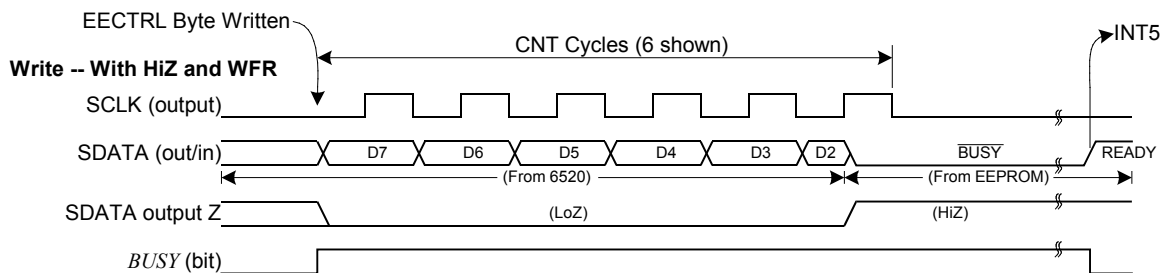 EECTRL Byte Written
INT5
CNT Cycles (6 shown)
Write -- With HiZ and WFR
SCLK (output)
SDATA (out/in) D7 D6 D5 D4 D3 D2 BUSY READY
(From 6520) (From EEPROM)
SDATA output Z (LoZ) (HiZ)
BUSY (bit)